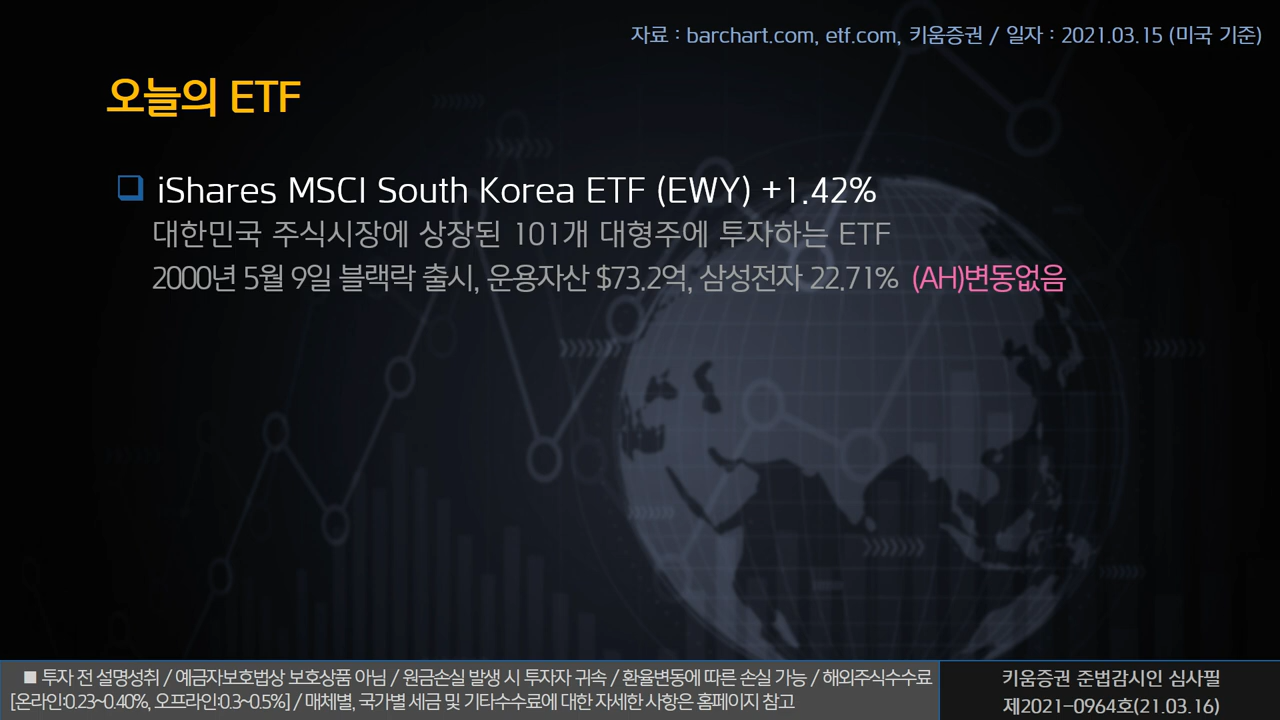 자료 : barchart.com, etf.com, 키움증권 / 일자 : 2021.03.15 (미국 기준)
오늘의 ETF
❑ iShares MSCI South Korea ETF (EWY) +1.42%
대한민국 주식시장에 상장된 101개 대형주에 투자하는 ETF
2000년 5월 9일 블랙락 출시, 운용자산 $73.2억, 삼성전자 22.71% (AH)변동없음
■ 투자 전 설명성취 / 예금자보호법상 보호상품 아님 / 원금손실 발생 시 투자자 귀속 / 환율변동에 따른 손실 가능 / 해외주식수수료
[온라인:0.23~0.40%, 오프라인:0.3~0.5%] / 매체별, 국가별 세금 및 기타수수료에 대한 자세한 사항은 홈페이지 참고
키움증권 준법감시인 심사필
제2021-0964호(21.03.16)